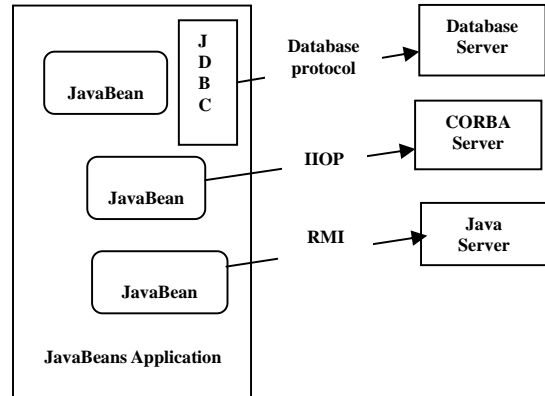 J
D
B
C
JavaBean
Database
protocol
Database
Server
JavaBean
IIOP
CORBA
Server
JavaBean
RMI
Java
Server
JavaBeans Application